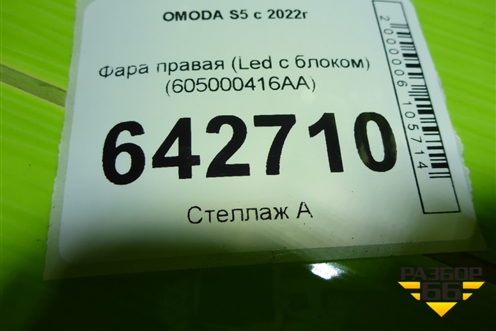 OMODA S5 с 2022г
Фара правая (Led с блоком)
(605000416AA)
642710
Стеллаж А
2000006105714
РАЗБОР
66